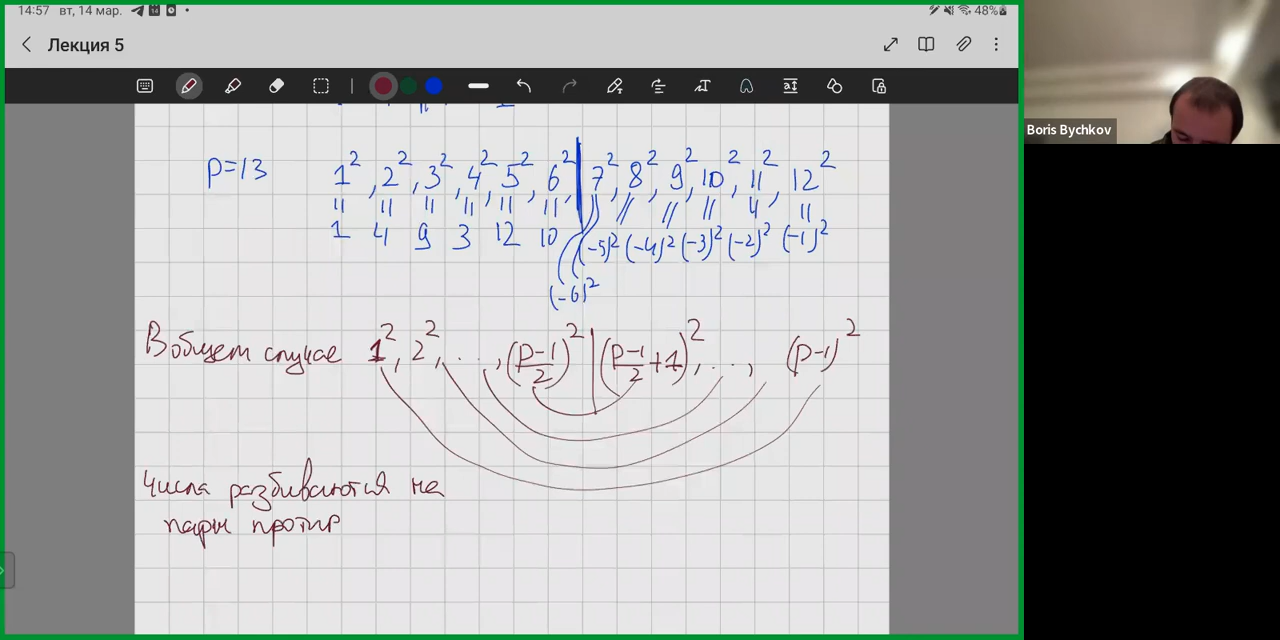 14:57 вт, 14 мар. 48%
Лекция 5
Boris Bychkov
p=13 1², 2², 3², 4², 5², 6² | 7², 8², 9², 10², 11², 12²
1 4 9 3 12 10 (-5)² (-4)² (-3)² (-2)² (-1)²
(-6)²
В общем случае 1², 2², ..., (p-1/2)² | (p-1/2+1)², ..., (p-1)²
Числа разбиваются на
пары против